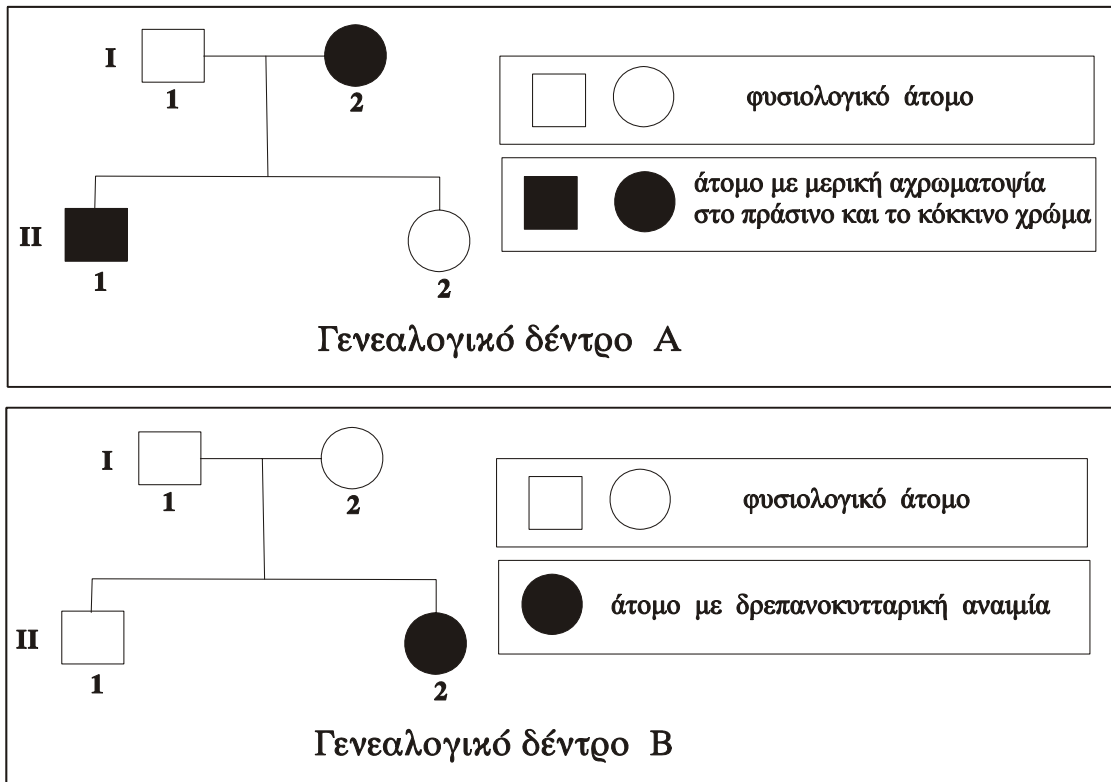 I
1
2
φυσιολογικό άτομο
άτομο με μερική αχρωματοψία
στο πράσινο και το κόκκινο χρώμα
II
1
2
Γενεαλογικό δέντρο Α
I
1
2
φυσιολογικό άτομο
άτομο με δρεπανοκυτταρική αναιμία
II
1
2
Γενεαλογικό δέντρο Β